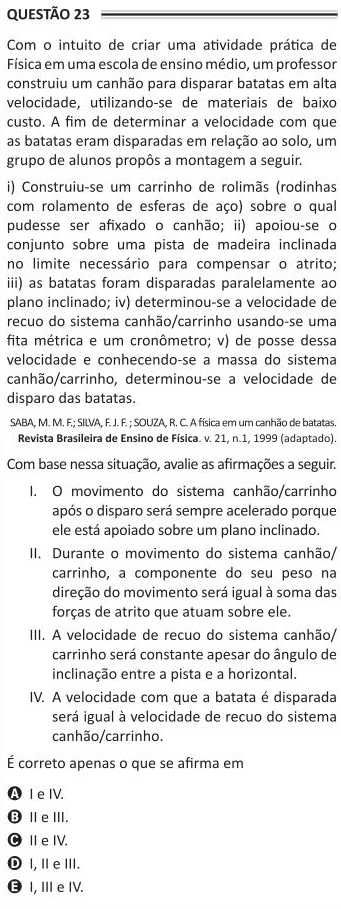 QUESTÃO 23
Com o intuito de criar uma atividade prática de
Física em uma escola de ensino médio, um professor
construiu um canhão para disparar batatas em alta
velocidade, utilizando-se de materiais de baixo
custo. A fim de determinar a velocidade com que
as batatas eram disparadas em relação ao solo, um
grupo de alunos propôs a montagem a seguir.
i) Construiu-se um carrinho de rolimãs (rodinhas
com rolamento de esferas de aço) sobre o qual
pudesse ser afixado o canhão; ii) apoiou-se o
conjunto sobre uma pista de madeira inclinada
no limite necessário para compensar o atrito;
iii) as batatas foram disparadas paralelamente ao
plano inclinado; iv) determinou-se a velocidade de
recuo do sistema canhão/carrinho usando-se uma
fita métrica e um cronômetro; v) de posse dessa
velocidade e conhecendo-se a massa do sistema
canhão/carrinho, determinou-se a velocidade de
disparo das batatas.
SABA, M. M. F.; SILVA, F. J. F. ; SOUZA, R. C. A física em um canhão de batatas.
Revista Brasileira de Ensino de Física. v. 21, n.1, 1999 (adaptado).
Com base nessa situação, avalie as afirmações a seguir.
I. O movimento do sistema canhão/carrinho
após o disparo será sempre acelerado porque
ele está apoiado sobre um plano inclinado.
II. Durante o movimento do sistema canhão/
carrinho, a componente do seu peso na
direção do movimento será igual à soma das
forças de atrito que atuam sobre ele.
III. A velocidade de recuo do sistema canhão/
carrinho será constante apesar do ângulo de
inclinação entre a pista e a horizontal.
IV. A velocidade com que a batata é disparada
será igual à velocidade de recuo do sistema
canhão/carrinho.
É correto apenas o que se afirma em
A I e IV.
B II e III.
C II e IV.
D I, II e III.
E I, III e IV.